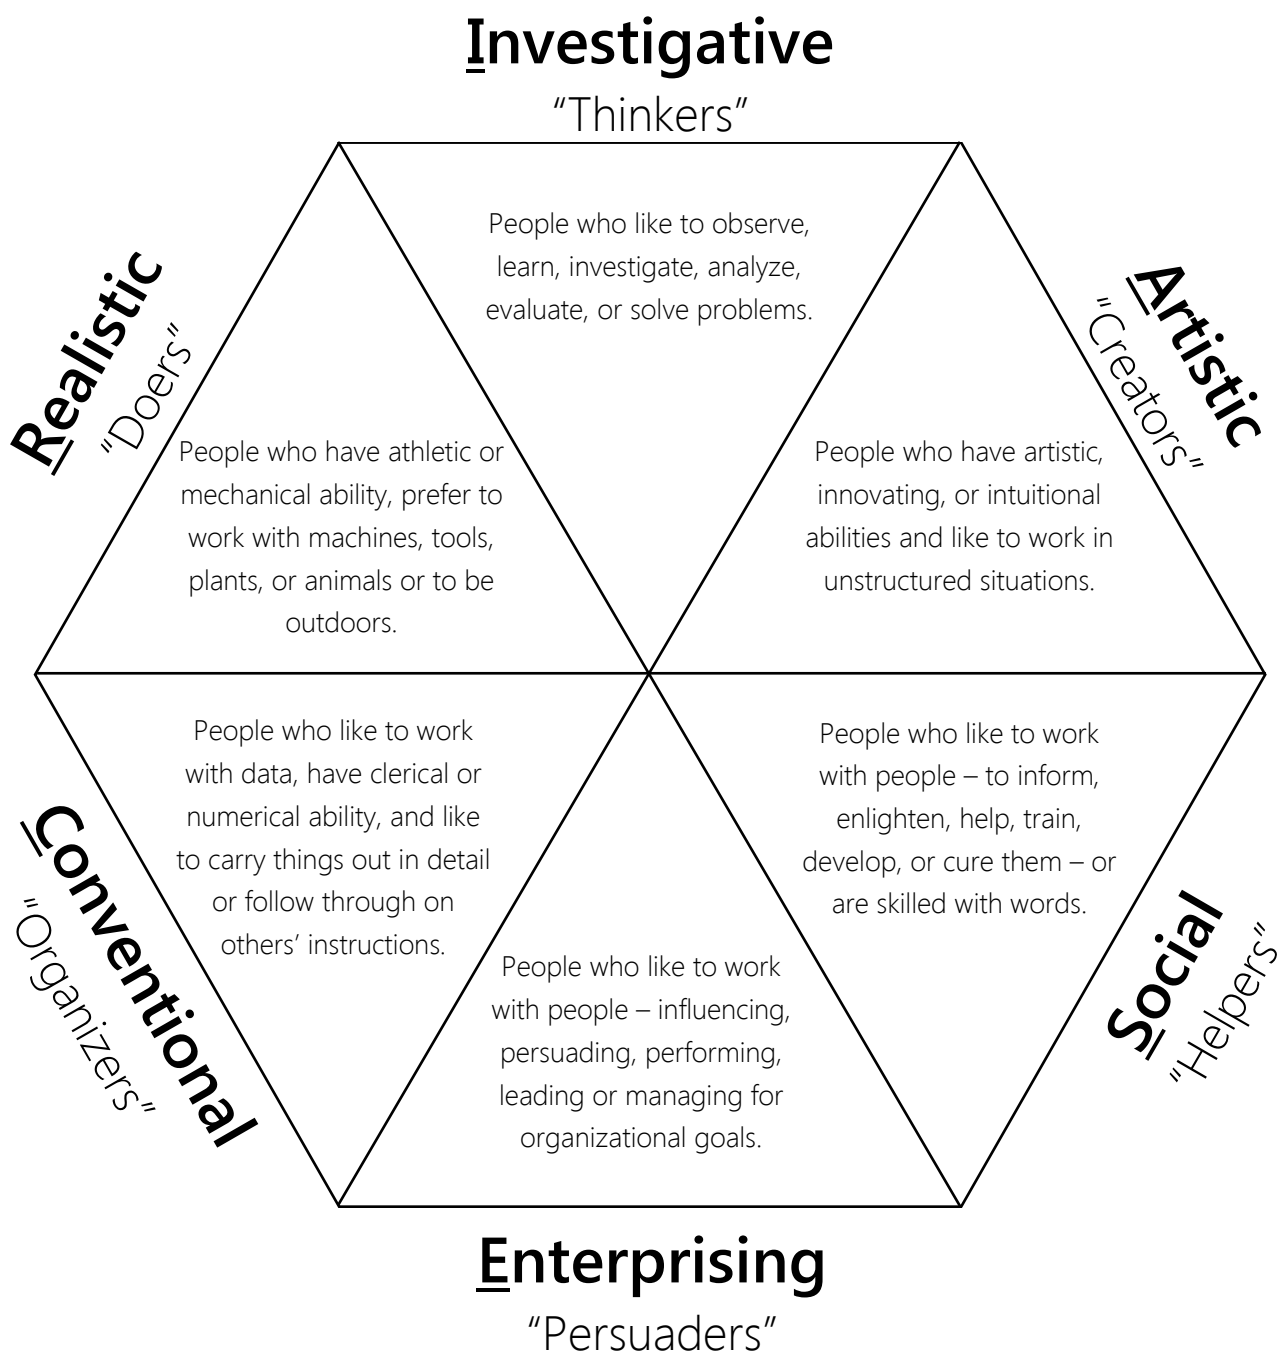 Investigative
“Thinkers”
People who like to observe,
learn, investigate, analyze,
evaluate, or solve problems.
Realistic
“Doers”
People who have athletic or
mechanical ability, prefer to
work with machines, tools,
plants, or animals or to be
outdoors.
Artistic
“Creators”
People who have artistic,
innovating, or intuitional
abilities and like to work in
unstructured situations.
Conventional
“Organizers”
People who like to work
with data, have clerical or
numerical ability, and like
to carry things out in detail
or follow through on
others’ instructions.
Social
“Helpers”
People who like to work
with people – to inform,
enlighten, help, train,
develop, or cure them – or
are skilled with words.
People who like to work
with people – influencing,
persuading, performing,
leading or managing for
organizational goals.
Enterprising
“Persuaders”